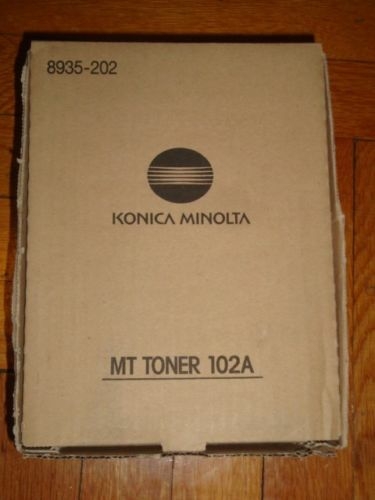 8935-202
KONICA MINOLTA
MT TONER 102A